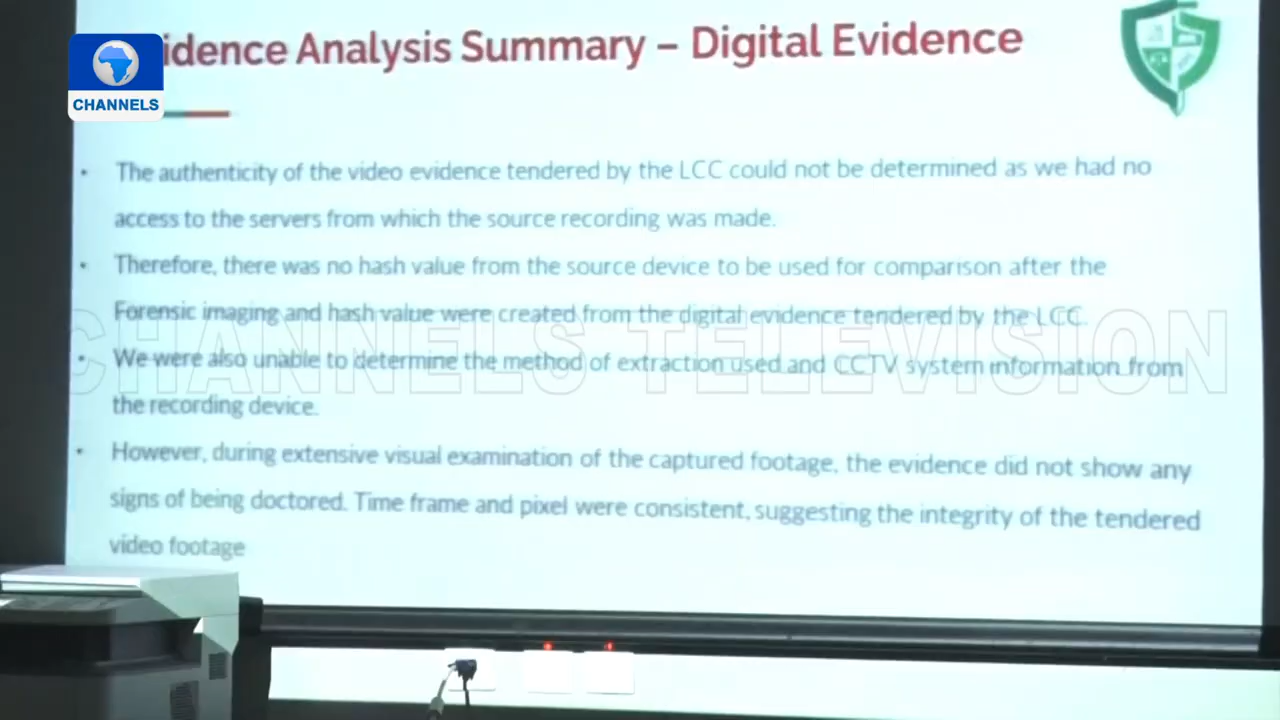 idence Analysis Summary – Digital Evidence
CHANNELS
• The authenticity of the video evidence tendered by the LCC could not be determined as we had no
access to the servers from which the source recording was made.
• Therefore, there was no hash value from the source device to be used for comparison after the
Forensic imaging and hash value were created from the digital evidence tendered by the LCC.
CHANNELS TELEVISION
• We were also unable to determine the method of extraction used and CCTV system information from
the recording device.
• However, during extensive visual examination of the captured footage, the evidence did not show any
signs of being doctored. Time frame and pixel were consistent, suggesting the integrity of the tendered
video footage